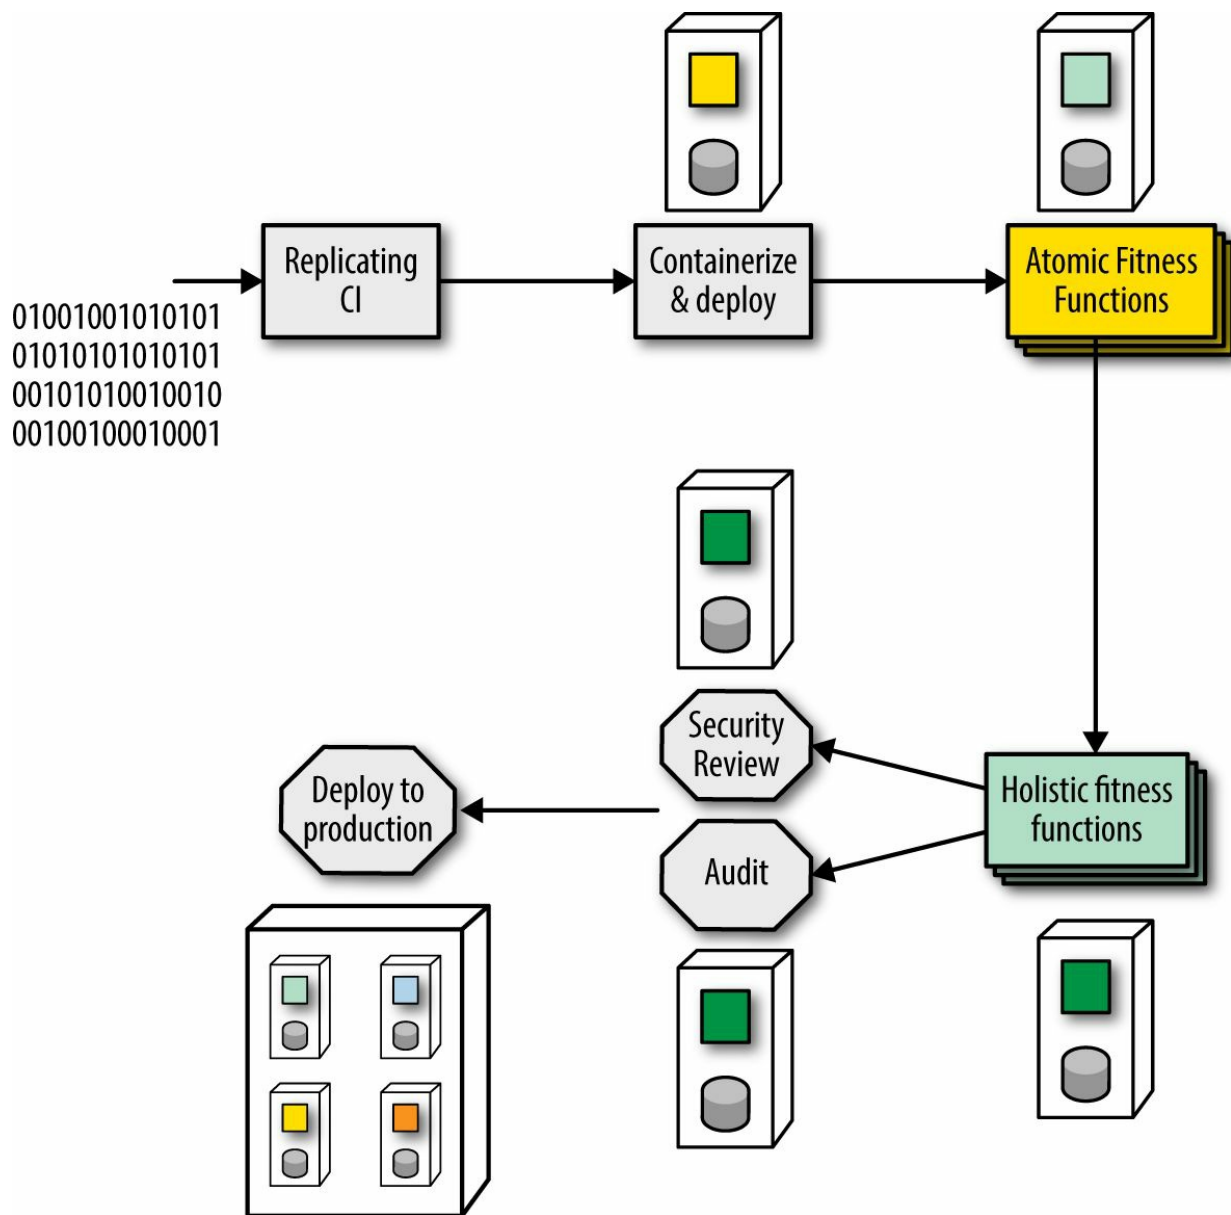 Replicating
CI
Containerize
& deploy
Atomic Fitness
Functions
01001001010101
01010101010101
00101010010010
00100100010001
Security
Review
Deploy to
production
Holistic fitness
functions
Audit